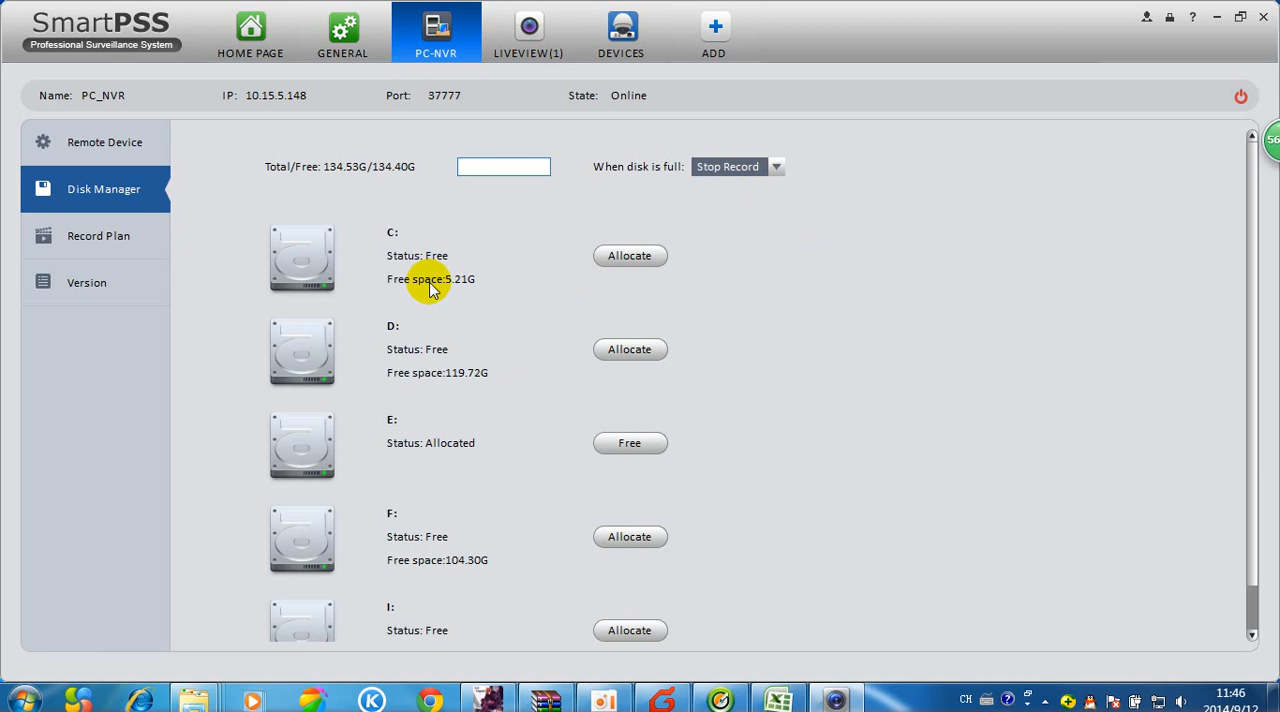 SmartPSS
Professional Surveillance System
HOME PAGE
GENERAL
PC-NVR
LIVEVIEW(1)
DEVICES
ADD
Name: PC_NVR
IP: 10.15.5.148
Port: 37777
State: Online
56
Remote Device
Disk Manager
Record Plan
Version
Total/Free: 134.53G/134.40G
When disk is full: Stop Record
C:
Status: Free
Free space:5.21G
Allocate
D:
Status: Free
Free space:119.72G
Allocate
E:
Status: Allocated
Free
F:
Status: Free
Free space:104.30G
Allocate
I:
Status: Free
Allocate
CH
11:46
2014/9/12